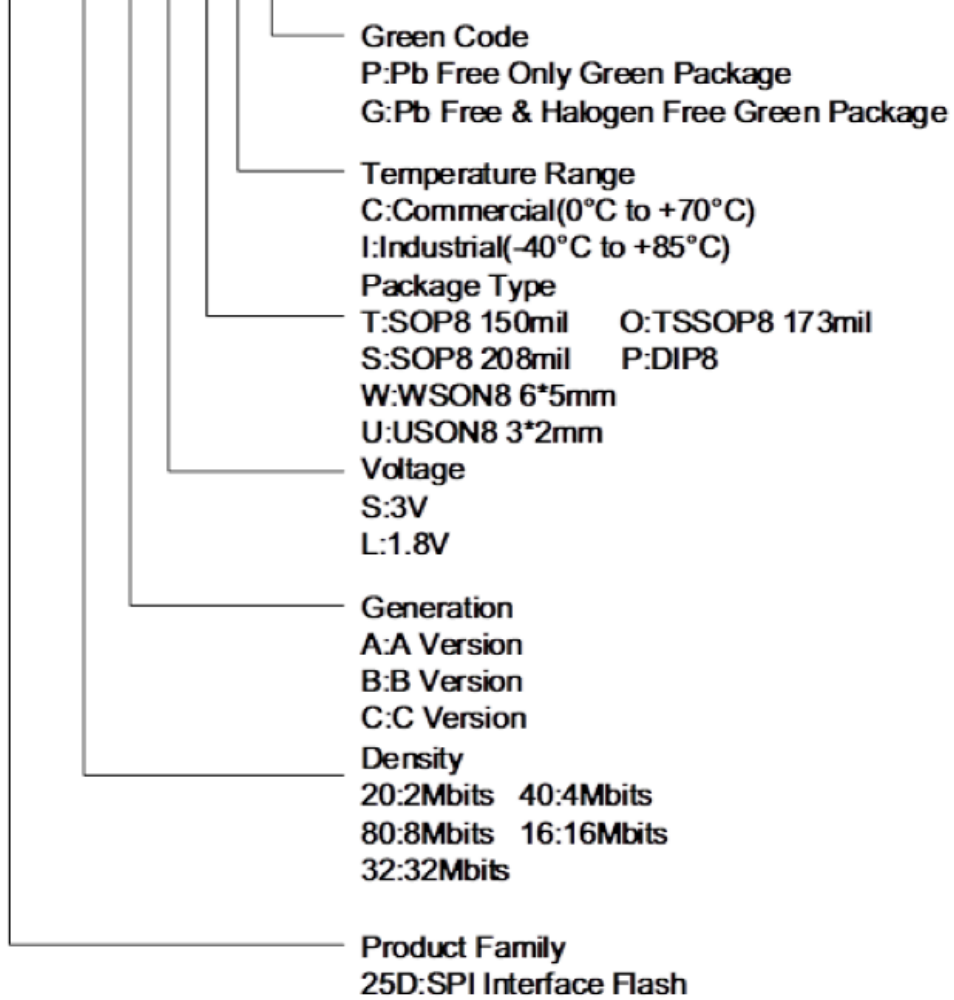 Green Code
P:Pb Free Only Green Package
G:Pb Free & Halogen Free Green Package
Temperature Range
C:Commercial(0°C to +70°C)
I:Industrial(-40°C to +85°C)
Package Type
T:SOP8 150mil O:TSSOP8 173mil
S:SOP8 208mil P:DIP8
W:WSON8 6*5mm
U:USON8 3*2mm
Voltage
S:3V
L:1.8V
Generation
A:A Version
B:B Version
C:C Version
Density
20:2Mbits 40:4Mbits
80:8Mbits 16:16Mbits
32:32Mbits
Product Family
25D:SPI Interface Flash